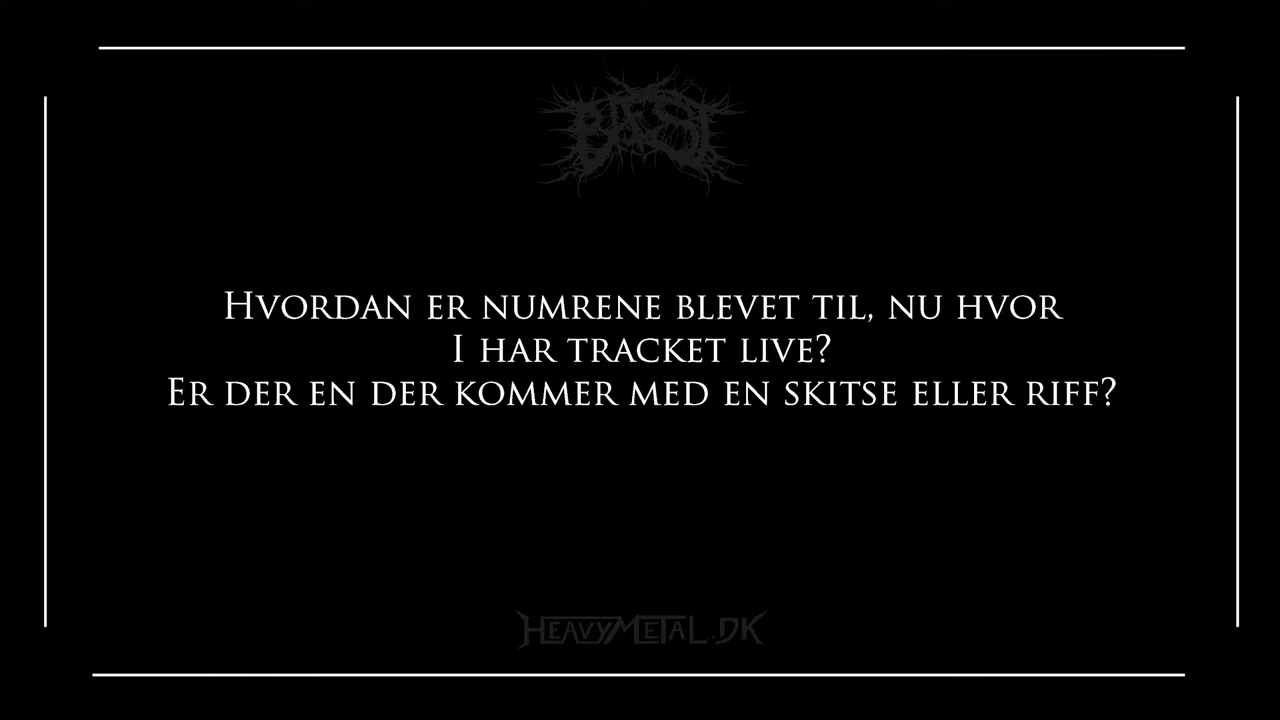 BÆST
Hvordan er numrene blevet til, nu hvor
I har tracket live?
Er der en der kommer med en skitse eller riff?
HeavyMetal.dk